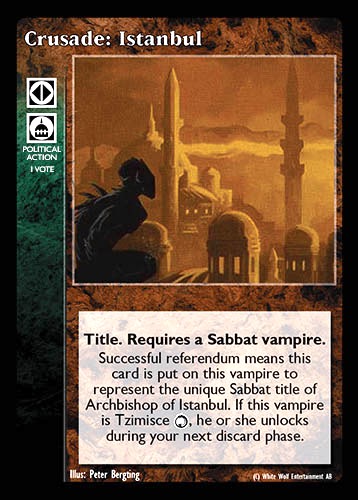 Crusade: Istanbul
POLITICAL
ACTION
1 VOTE
Title. Requires a Sabbat vampire.
Successful referendum means this
card is put on this vampire to
represent the unique Sabbat title of
Archbishop of Istanbul. If this vampire
is Tzimisce , he or she unlocks
during your next discard phase.
Illus: Peter Bergting
(C) White Wolf Entertainment AB